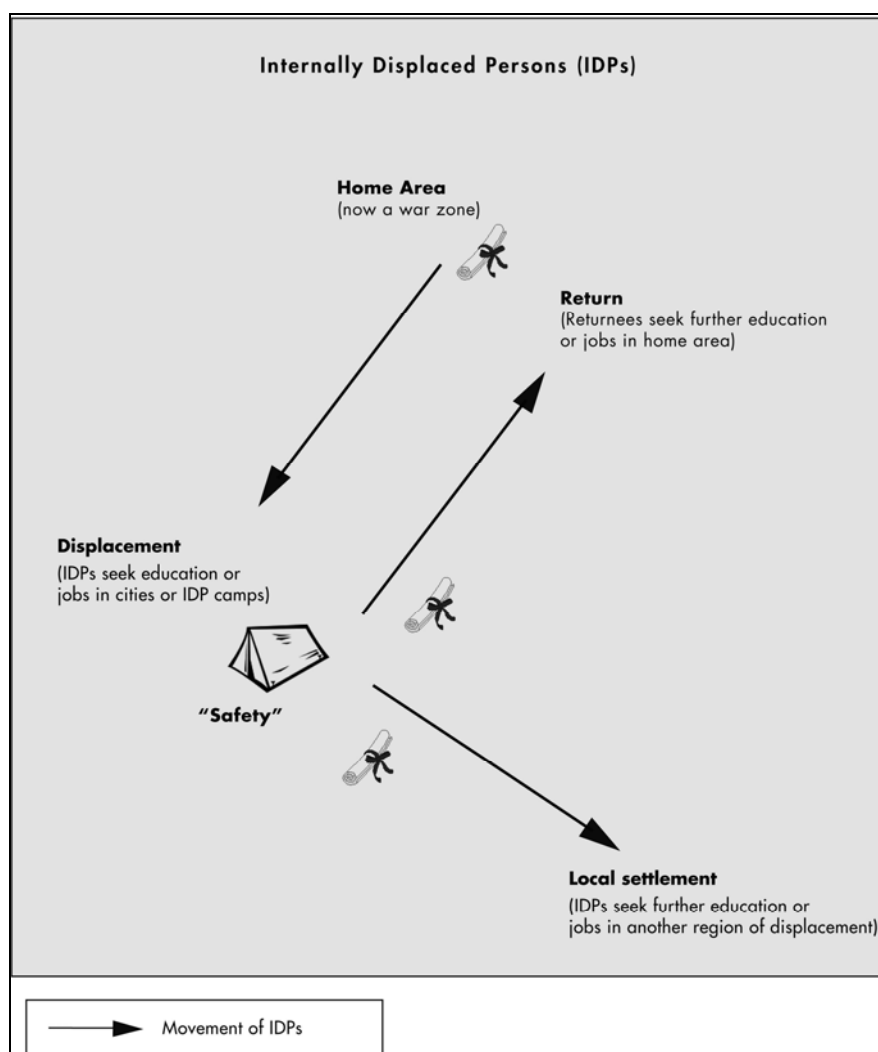 Internally Displaced Persons (IDPs)
Home Area
(now a war zone)
Return
(Returnees seek further education
or jobs in home area)
Displacement
(IDPs seek education or
jobs in cities or IDP camps)
“Safety”
Local settlement
(IDPs seek further education or
jobs in another region of displacement)
Movement of IDPs